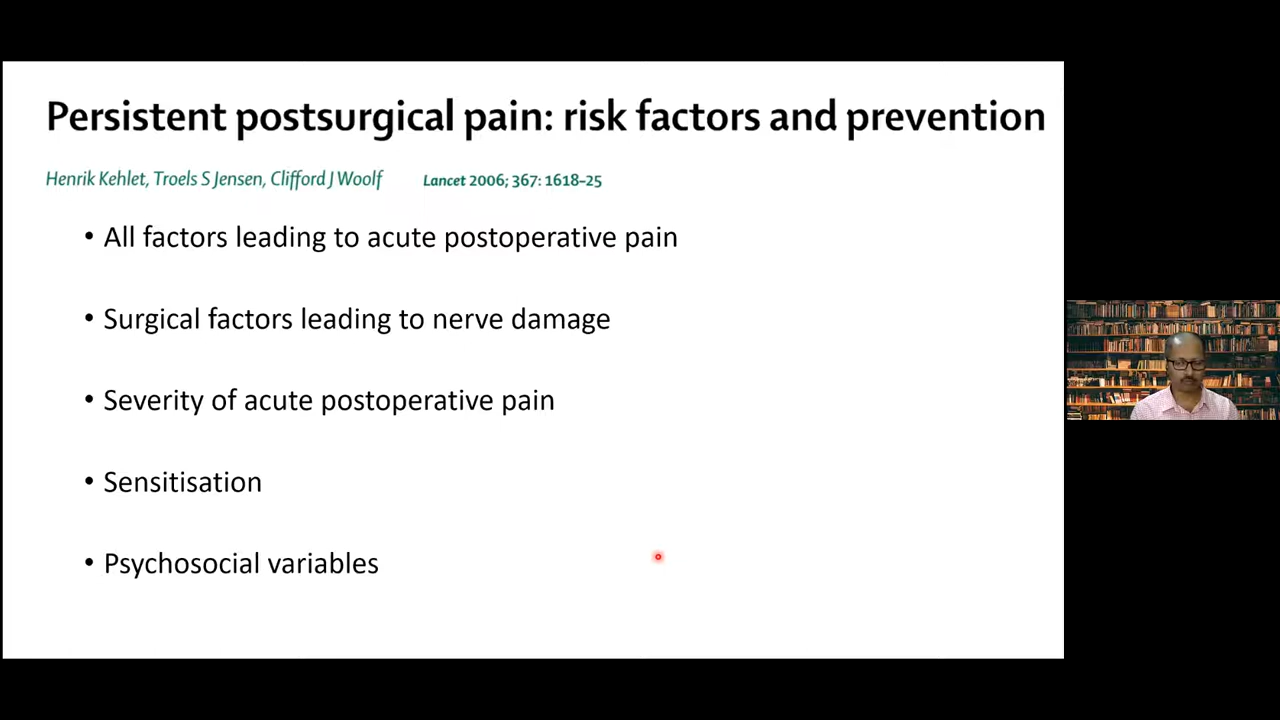 Persistent postsurgical pain: risk factors and prevention
Henrik Kehlet, Troels S Jensen, Clifford J Woolf Lancet 2006; 367: 1618–25
• All factors leading to acute postoperative pain
• Surgical factors leading to nerve damage
• Severity of acute postoperative pain
• Sensitisation
• Psychosocial variables